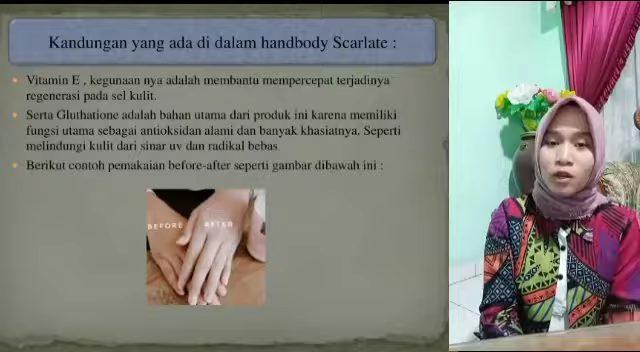 Kandungan yang ada di dalam handbody Scarlate :
Vitamin E , kegunaan nya adalah membantu mempercepat terjadinya
regenerasi pada sel kulit.
Serta Gluthatione adalah bahan utama dari produk ini karena memiliki
fungsi utama sebagai antioksidan alami dan banyak khasiatnya. Seperti
melindungi kulit dari sinar uv dan radikal bebas
Berikut contoh pemakaian before-after seperti gambar dibawah ini :
BEFORE AFTER